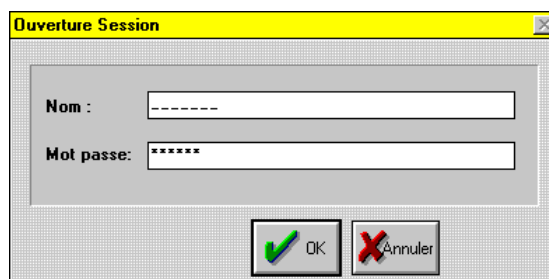 Ouverture Session
Nom : -------
Mot passe: ******
OK Annuler